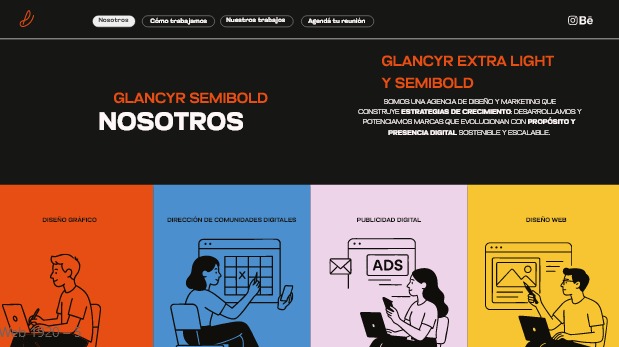 Nosotros
Cómo trabajamos
Nuestros trabajos
Agendá tu reunión
Bē
GLANCYR SEMIBOLD
NOSOTROS
GLANCYR EXTRA LIGHT
Y SEMIBOLD
SOMOS UNA AGENCIA DE DISEÑO Y MARKETING QUE
CONSTRUYE ESTRATEGIAS DE CRECIMIENTO: DESARROLLAMOS Y
POTENCIAMOS MARCAS QUE EVOLUCIONAN CON PROPÓSITO Y
PRESENCIA DIGITAL SOSTENIBLE Y ESCALABLE.
DISEÑO GRÁFICO
DIRECCIÓN DE COMUNIDADES DIGITALES
PUBLICIDAD DIGITAL
DISEÑO WEB
X
ADS
Web 1920 –